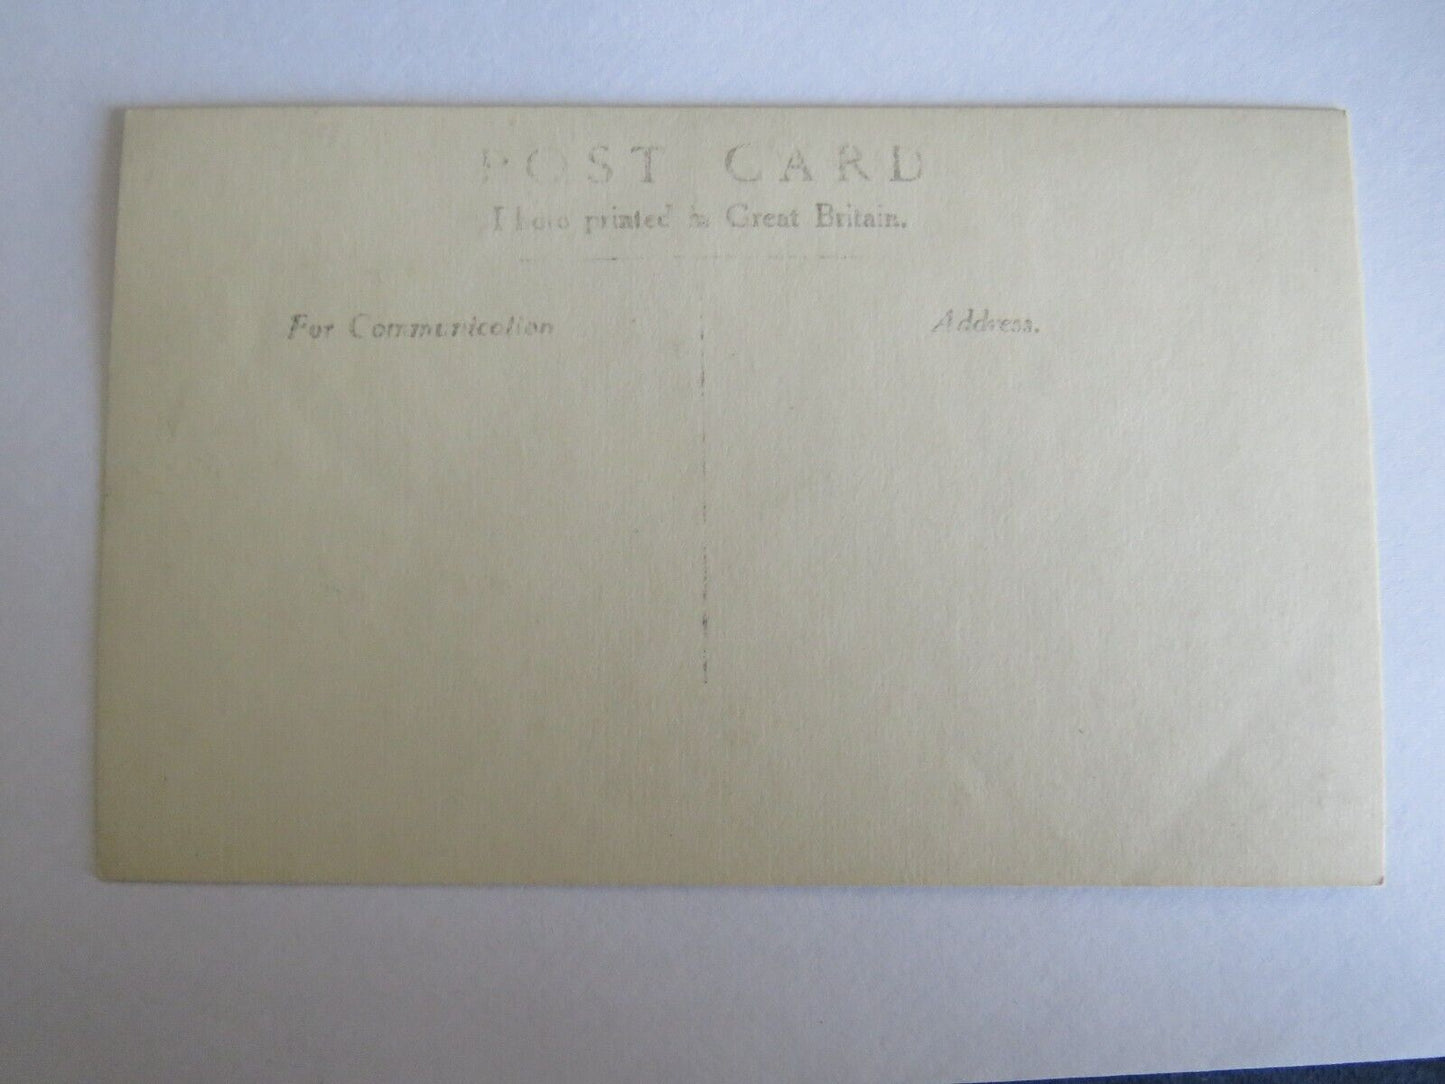 POST CARD
Photo printed in Great Britain.
For Communication
Address.